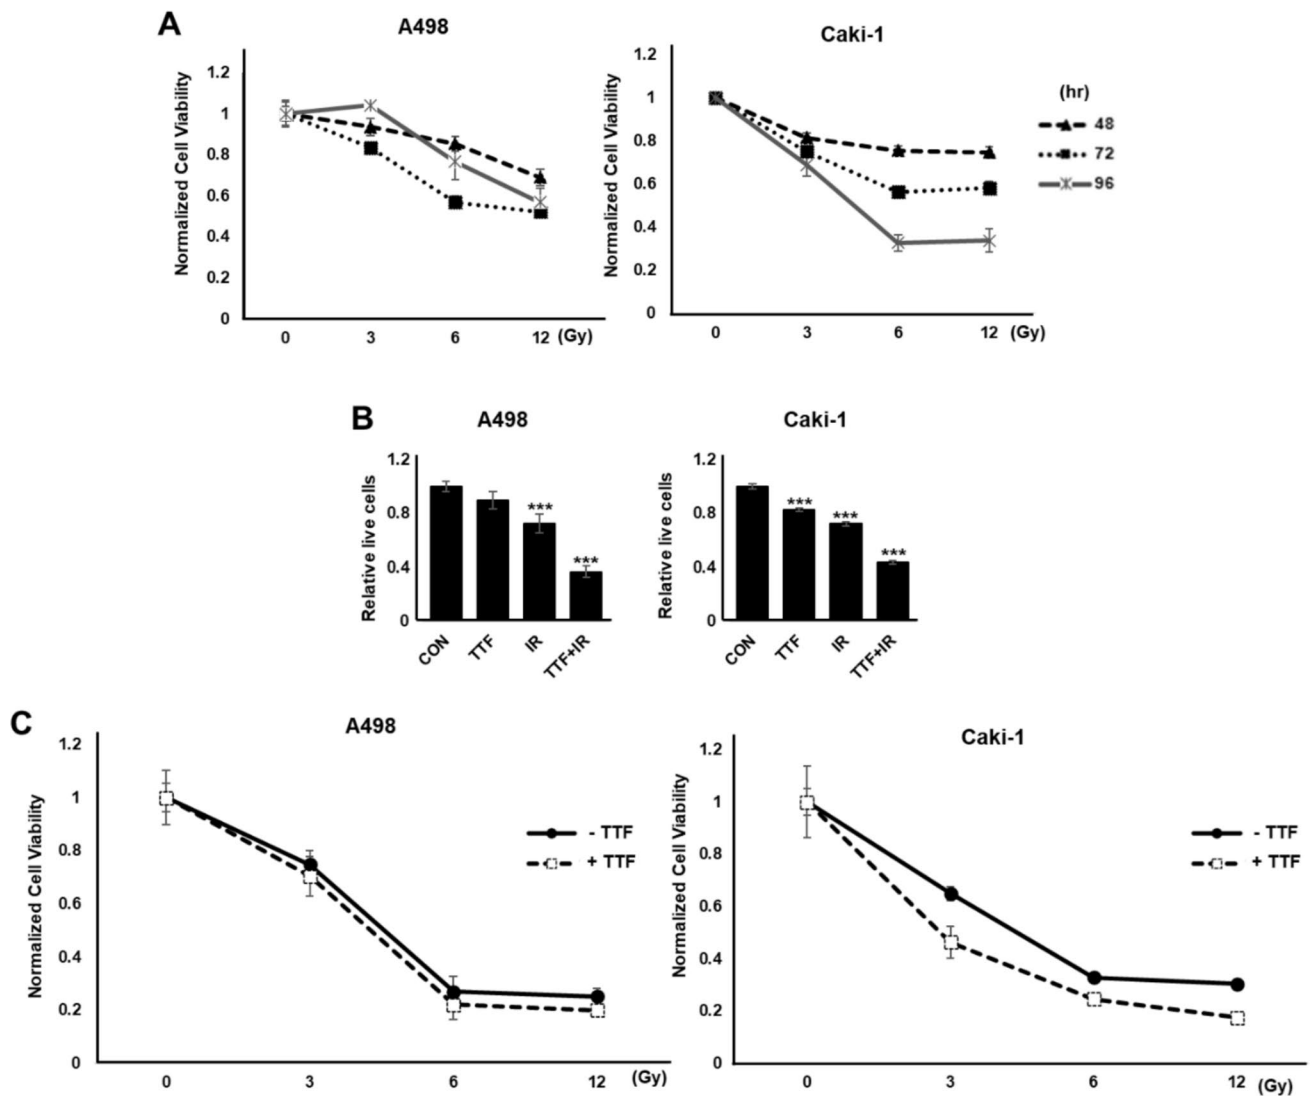 A
A498
Normalized Cell Viability
1.2
1
0.8
0.6
0.4
0.2
0
0 3 6 12 (Gy)
Caki-1
Normalized Cell Viability
1.2
1
0.8
0.6
0.4
0.2
0
0 3 6 12 (Gy)
(hr)
48
72
96
B
A498
Relative live cells
1.2
0.8
0.4
0
***
***
CON TTF IR TTF+IR
Caki-1
Relative live cells
1.2
0.8
0.4
0
***
***
***
CON TTF IR TTF+IR
C
A498
Normalized Cell Viability
1.2
1
0.8
0.6
0.4
0.2
0
0 3 6 12 (Gy)
- TTF
+ TTF
Caki-1
Normalized Cell Viability
1.2
1
0.8
0.6
0.4
0.2
0
0 3 6 12 (Gy)
- TTF
+ TTF